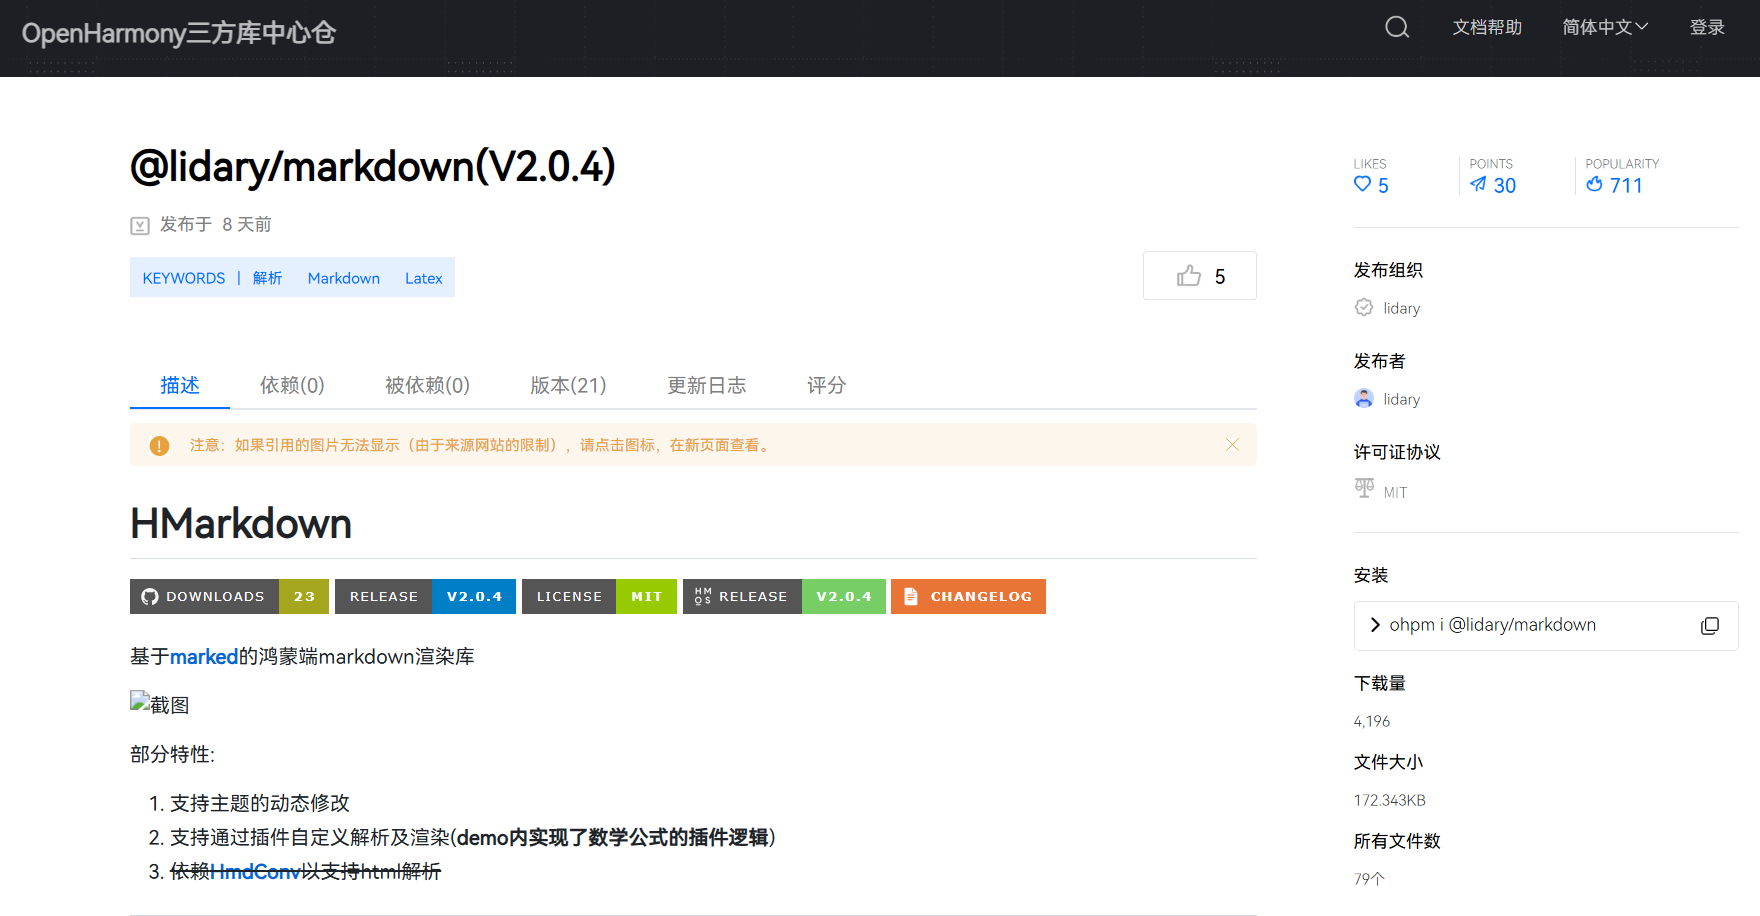 OpenHarmony三方库中心仓
文档帮助
简体中文
登录
@lidary/markdown(V2.0.4)
发布于 8 天前
KEYWORDS | 解析 Markdown Latex
5
描述 依赖(0) 被依赖(0) 版本(21) 更新日志 评分
注意：如果引用的图片无法显示（由于来源网站的限制），请点击图标，在新页面查看。
HMarkdown
DOWNLOADS 23 RELEASE V2.0.4 LICENSE MIT HMOS RELEASE V2.0.4 CHANGELOG
基于marked的鸿蒙端markdown渲染库
截图
部分特性:
1. 支持主题的动态修改
2. 支持通过插件自定义解析及渲染(demo内实现了数学公式的插件逻辑)
3. 依赖HmdConv以支持html解析
LIKES POINTS POPULARITY
5 30 711
发布组织
lidary
发布者
lidary
许可证协议
MIT
安装
ohpm i @lidary/markdown
下载量
4,196
文件大小
172.343KB
所有文件数
79个